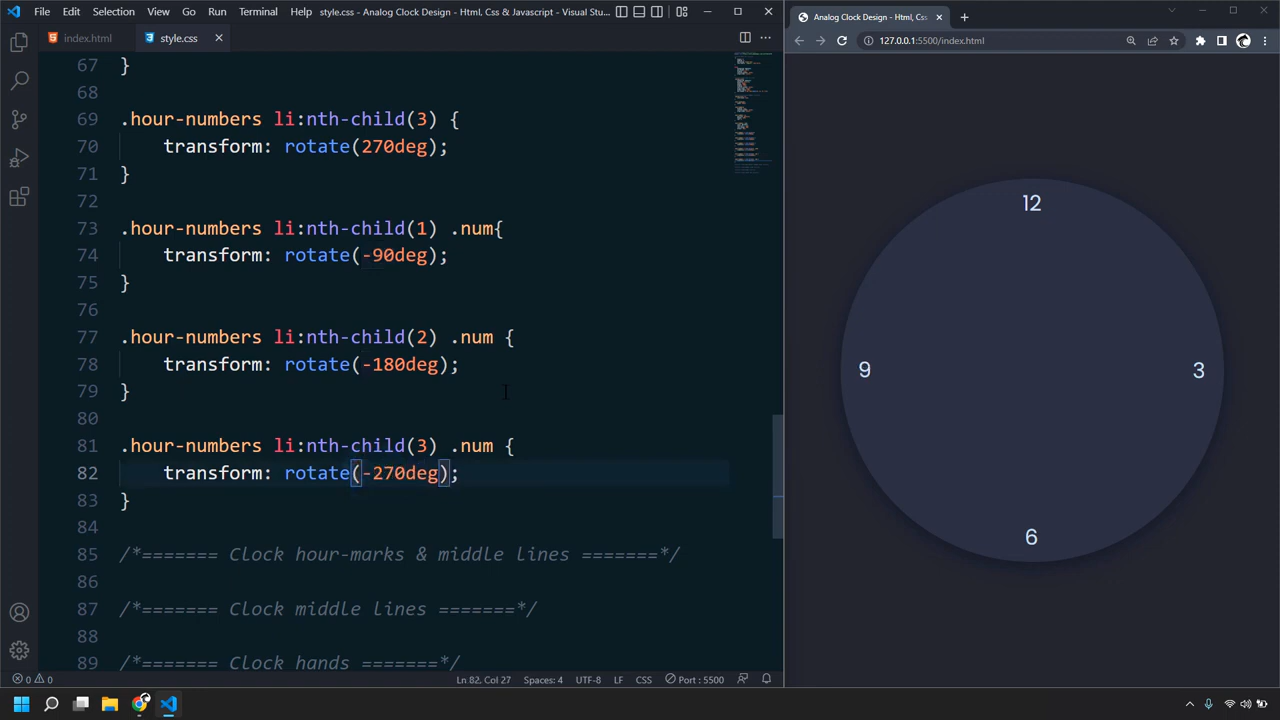 File Edit Selection View Go Run Terminal Help style.css - Analog Clock Design - Html, Css & Javascript - Visual Stu...
index.html style.css
67 }
68
69 .hour-numbers li:nth-child(3) {
70 transform: rotate(270deg);
71 }
72
73 .hour-numbers li:nth-child(1) .num{
74 transform: rotate(-90deg);
75 }
76
77 .hour-numbers li:nth-child(2) .num {
78 transform: rotate(-180deg);
79 }
80
81 .hour-numbers li:nth-child(3) .num {
82 transform: rotate(-270deg);
83 }
84
85 /*======= Clock hour-marks & middle lines =======*/
86
87 /*======= Clock middle lines =======*/
88
89 /*======= Clock hands =======*/
0 0 Ln 82, Col 27 Spaces: 4 UTF-8 LF CSS Port : 5500
Analog Clock Design - Html, Css
127.0.0.1:5500/index.html
12
9 3
6